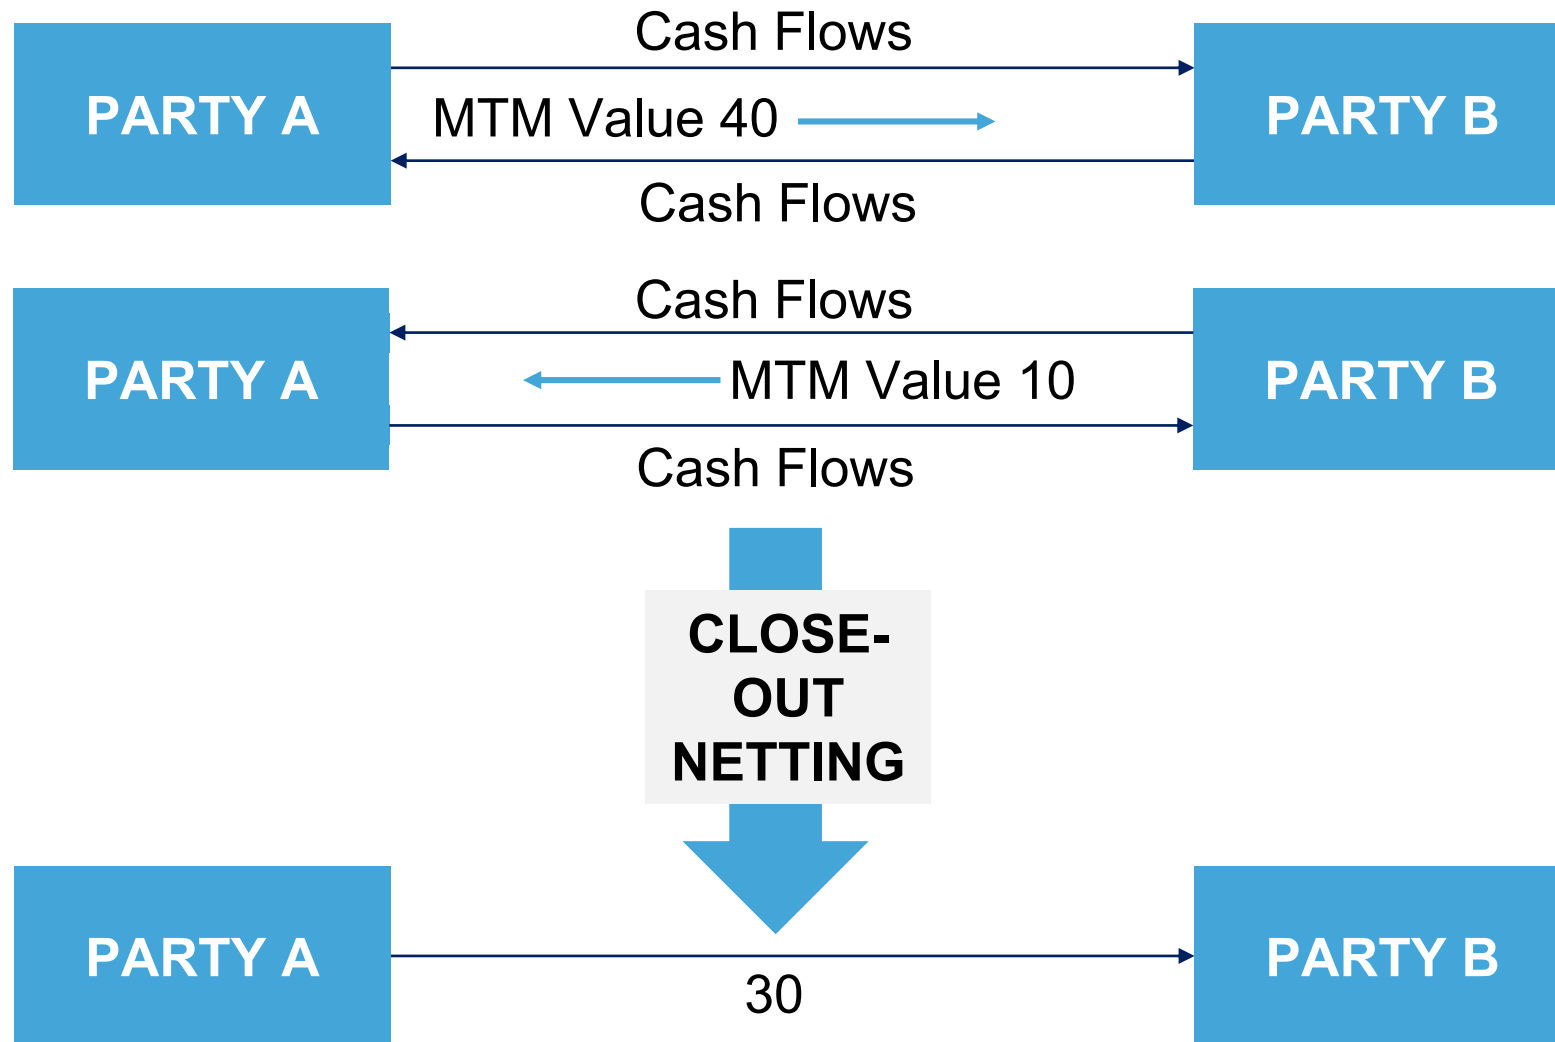 Cash Flows
PARTY A
MTM Value 40
PARTY B
Cash Flows
Cash Flows
PARTY A
MTM Value 10
PARTY B
Cash Flows
CLOSE-
OUT
NETTING
PARTY A
PARTY B
30